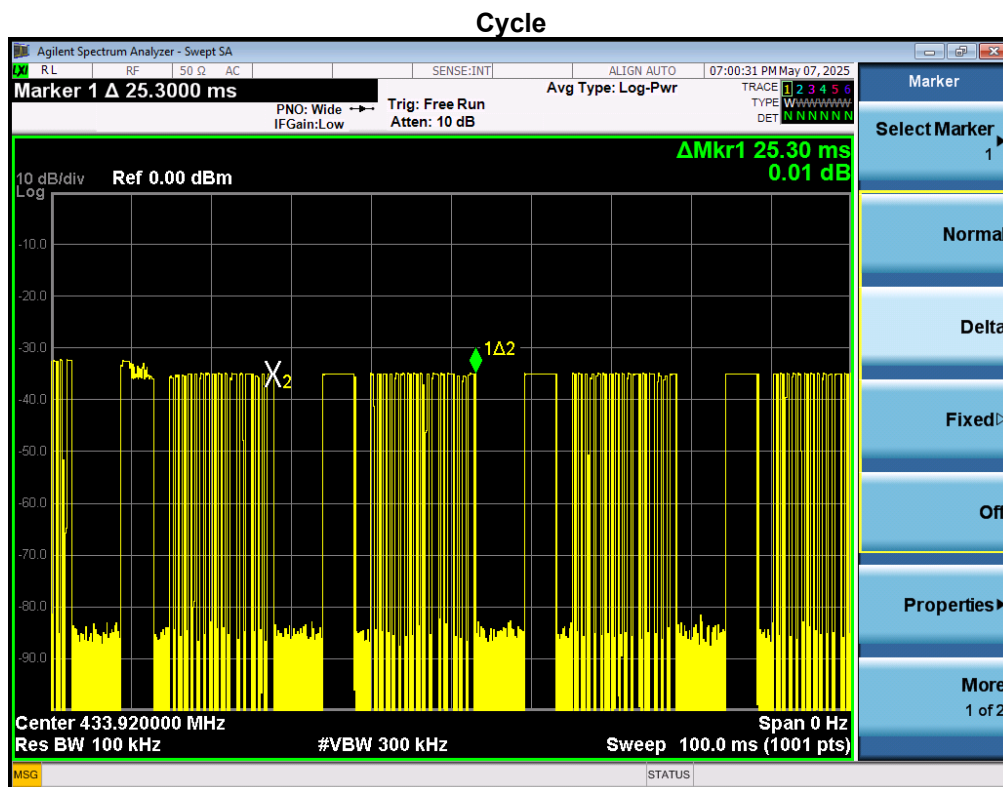 Cycle
Agilent Spectrum Analyzer - Swept SA
LXI RL RF 50 Ω AC SENSE:INT ALIGN AUTO 07:00:31 PM May 07, 2025
Marker 1 Δ 25.3000 ms
PNO: Wide
IFGain:Low
Trig: Free Run
Atten: 10 dB
Avg Type: Log-Pwr
TRACE 1 2 3 4 5 6
TYPE WWWWWW
DET N N N N N N
ΔMkr1 25.30 ms
0.01 dB
10 dB/div Ref 0.00 dBm
Log
-10.0
-20.0
-30.0
-40.0
-50.0
-60.0
-70.0
-80.0
-90.0
X2
1Δ2
Center 433.920000 MHz Span 0 Hz
Res BW 100 kHz #VBW 300 kHz Sweep 100.0 ms (1001 pts)
MSG STATUS
Marker
Select Marker
1
Normal
Delta
Fixed
Off
Properties
More
1 of 2